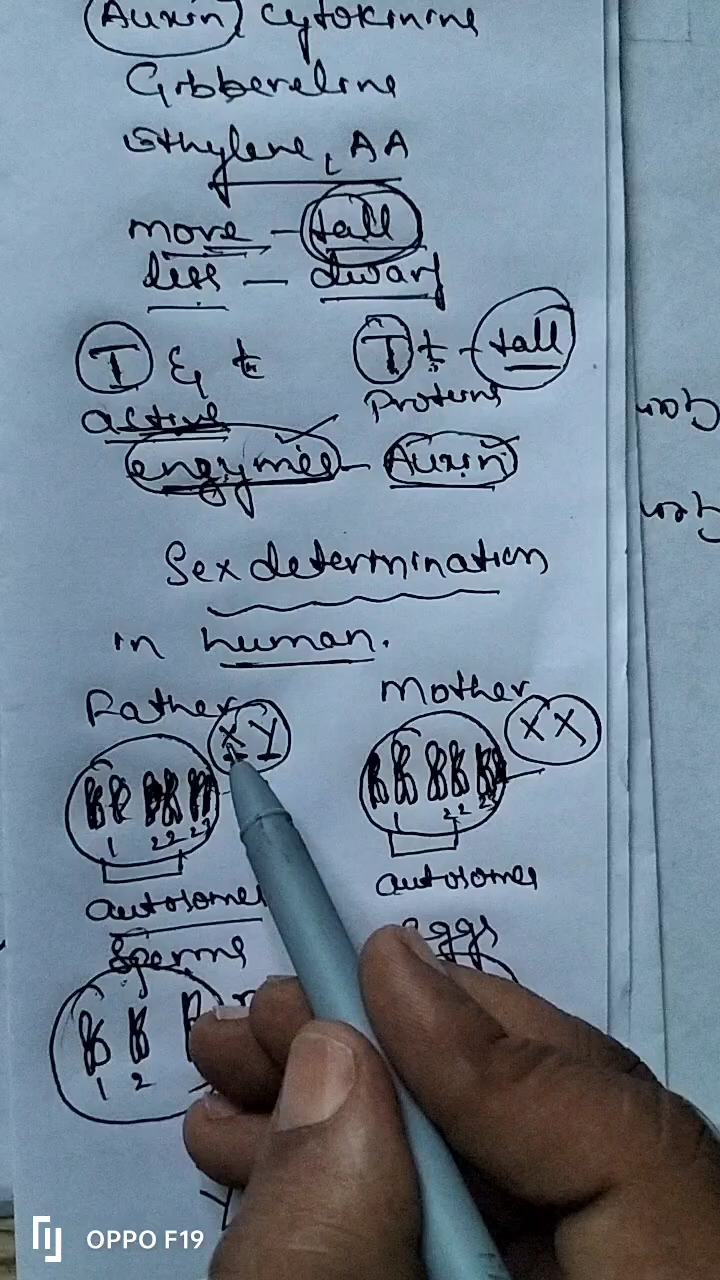 Auxin, Cytokinine
Gibbereline
Ethylene, AA
more - tall
less - dwarf
T & t Tt - tall
active Proteins
enzymes - Auxin
Sex determination
in human.
Father XY Mother XX
1 22 23 1 22 23
autosomes autosomes
Sperms eggs
1 2
OPPO F19